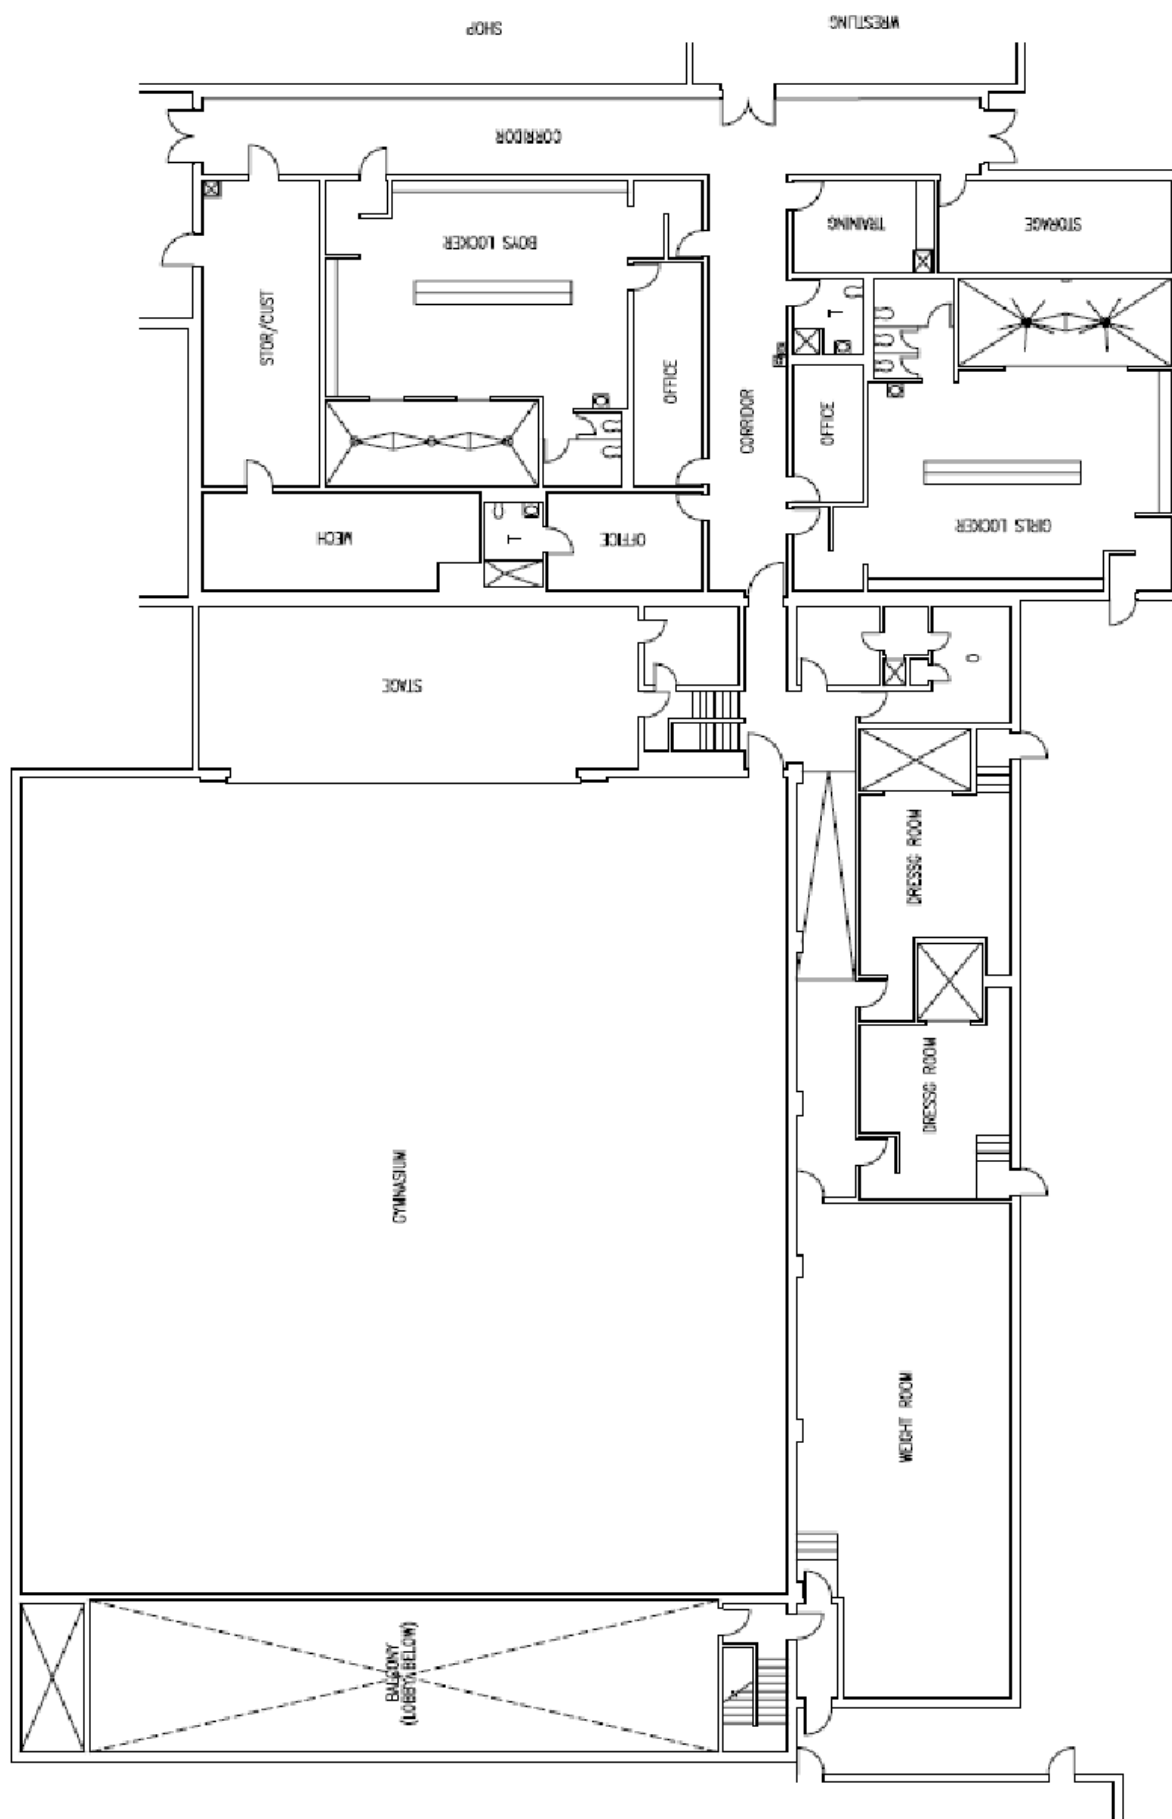 SHOP
WRESTLING
CORRIDOR
BOYS LOCKER
TRAINING
STORAGE
STOR/CUST
OFFICE
T
CORRIDOR
OFFICE
GIRLS LOCKER
MECH
T
OFFICE
STAGE
O
DRESSG ROOM
DRESSG ROOM
GYMNASIUM
WEIGHT ROOM
BALCONY
(LOBBY BELOW)